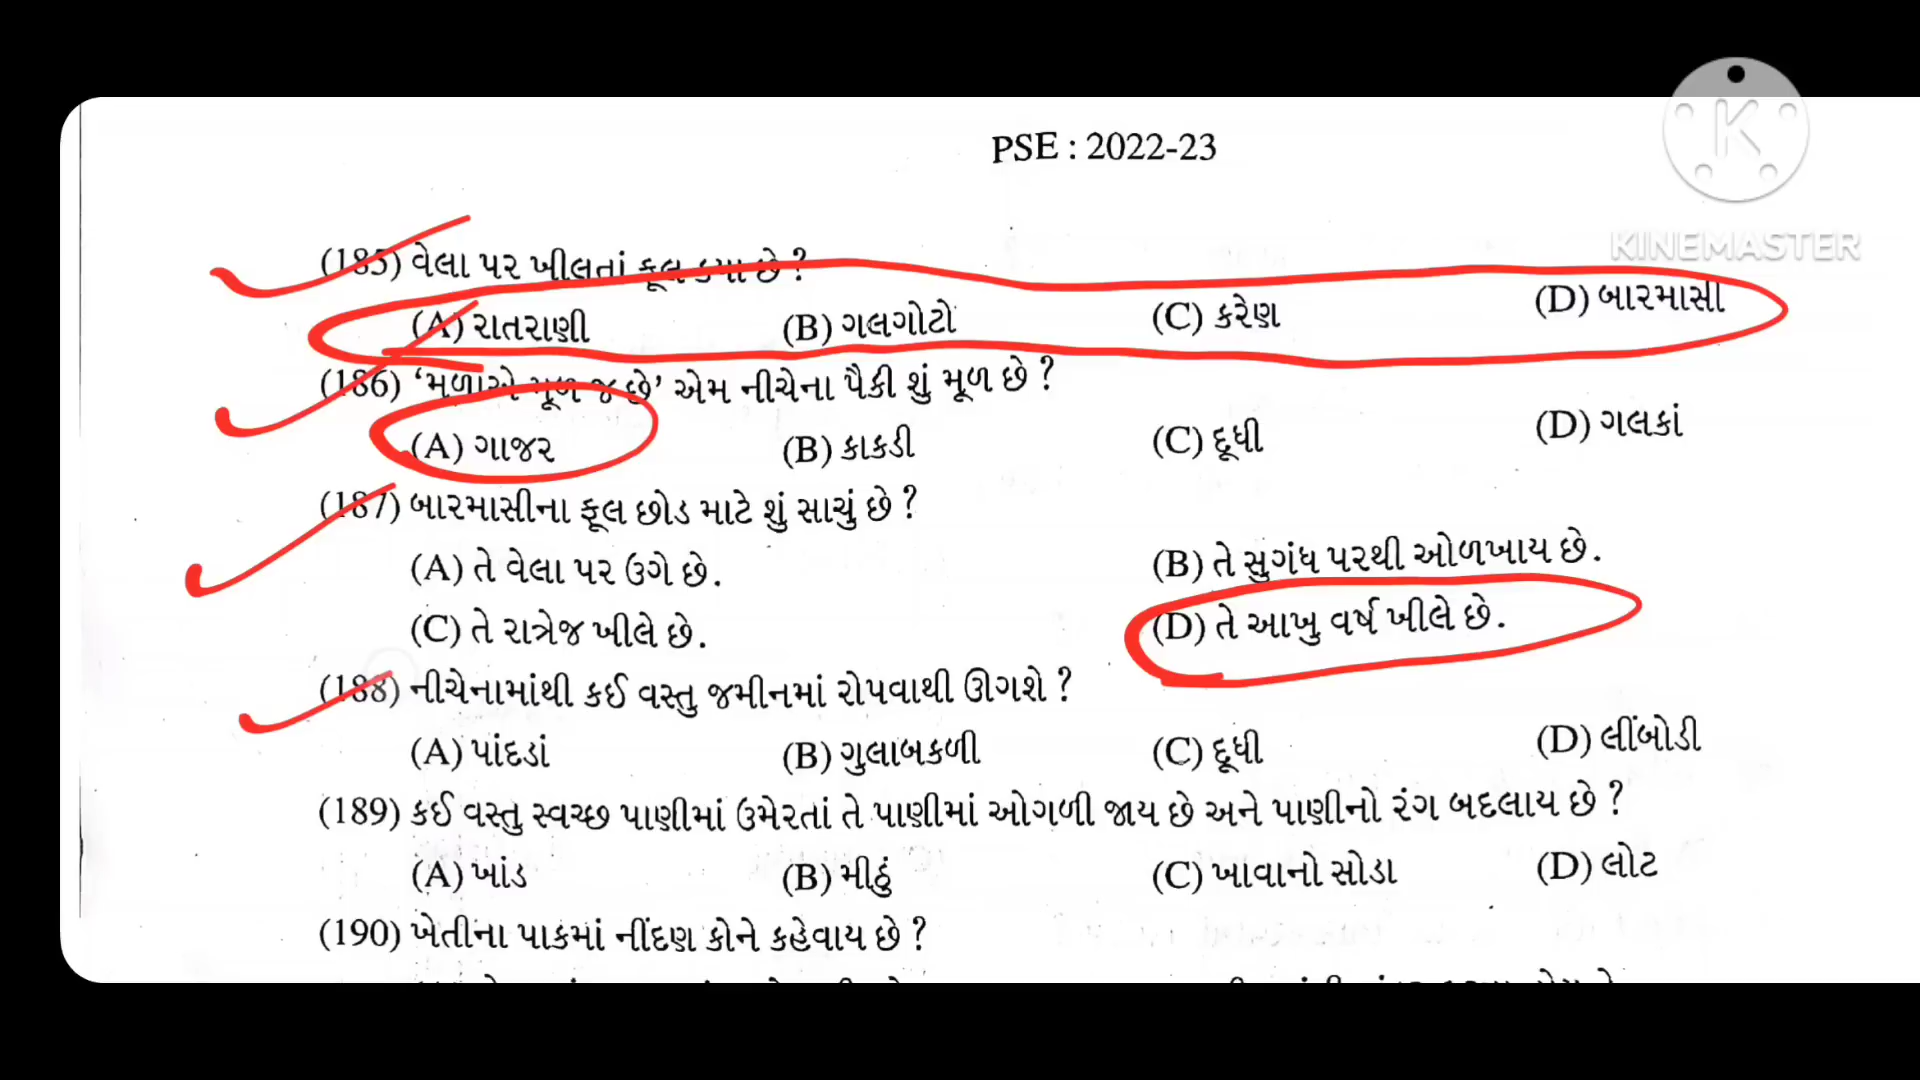 PSE : 2022-23
KINEMASTER
(185) વેલા પર ખીલતાં ફૂલ કયા છે ?
(A) રાતરાણી (B) ગલગોટો (C) કરેણ (D) બારમાસી
(186) ‘મૂળાએ મૂળ જ છે’ એમ નીચેના પૈકી શું મૂળ છે ?
(A) ગાજર (B) કાકડી (C) દૂધી (D) ગલકાં
(187) બારમાસીના ફૂલ છોડ માટે શું સાચું છે ?
(A) તે વેલા પર ઉગે છે. (B) તે સુગંધ પરથી ઓળખાય છે.
(C) તે રાત્રેજ ખીલે છે. (D) તે આખુ વર્ષ ખીલે છે.
(188) નીચેનામાંથી કઈ વસ્તુ જમીનમાં રોપવાથી ઊગશે ?
(A) પાંદડાં (B) ગુલાબકળી (C) દૂધી (D) લીંબોડી
(189) કઈ વસ્તુ સ્વચ્છ પાણીમાં ઉમેરતાં તે પાણીમાં ઓગળી જાય છે અને પાણીનો રંગ બદલાય છે ?
(A) ખાંડ (B) મીઠું (C) ખાવાનો સોડા (D) લોટ
(190) ખેતીના પાકમાં નીંદણ કોને કહેવાય છે ?